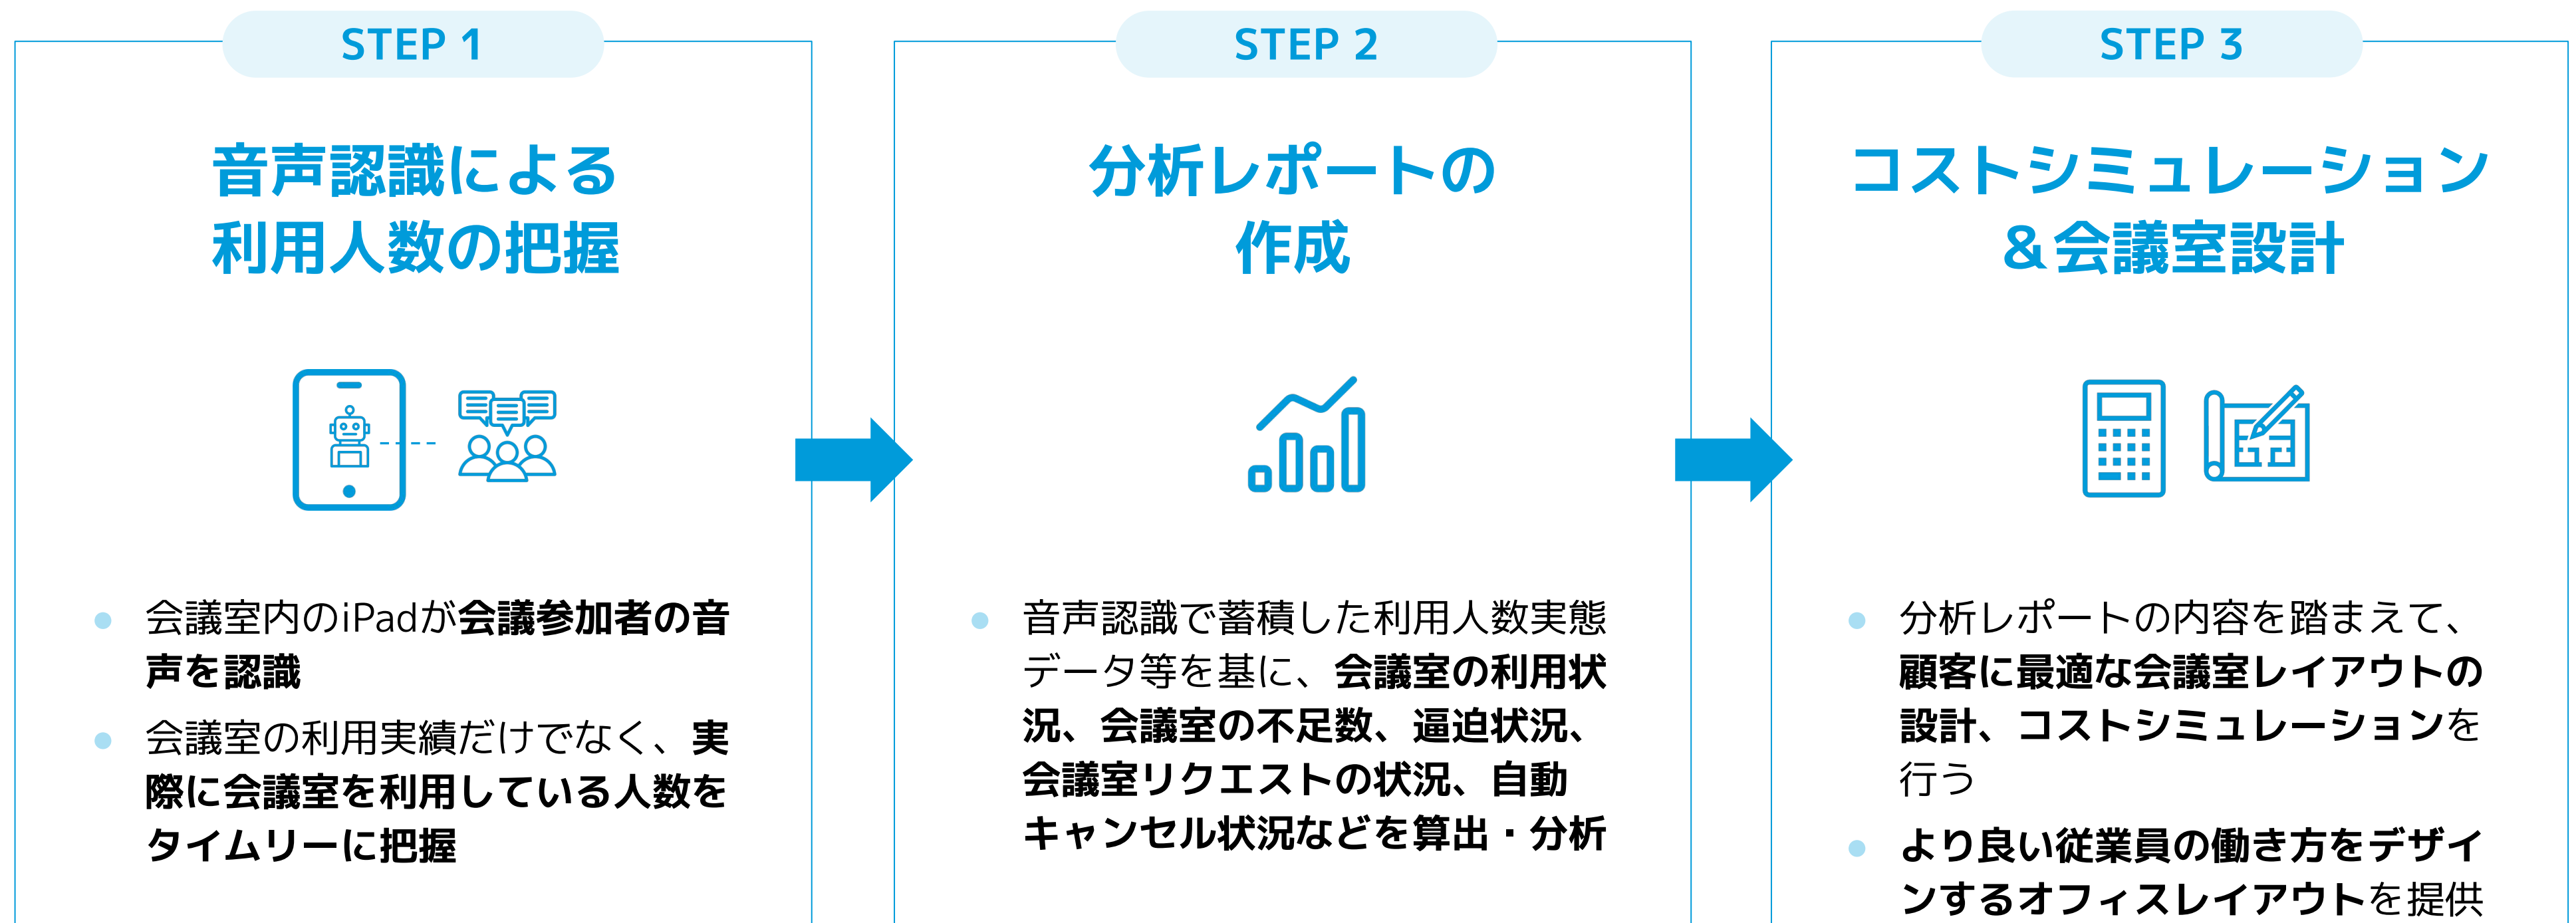 STEP 1
音声認識による
利用人数の把握
会議室内のiPadが会議参加者の音
声を認識
会議室の利用実績だけでなく、実
際に会議室を利用している人数を
タイムリーに把握
STEP 2
分析レポートの
作成
音声認識で蓄積した利用人数実態
データ等を基に、会議室の利用状
況、会議室の不足数、逼迫状況、
会議室リクエストの状況、自動
キャンセル状況などを算出・分析
STEP 3
コストシミュレーション
＆会議室設計
分析レポートの内容を踏まえて、
顧客に最適な会議室レイアウトの
設計、コストシミュレーションを
行う
より良い従業員の働き方をデザイ
ンするオフィスレイアウトを提供